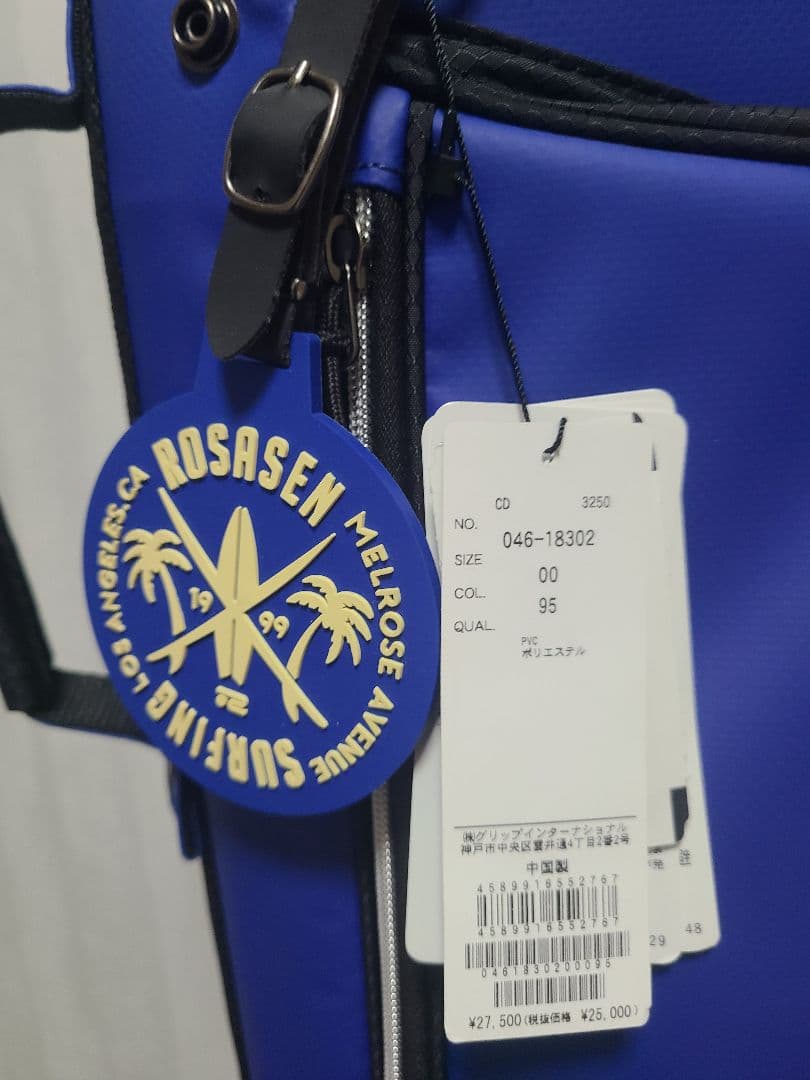 ROSASEN
MELROSE AVENUE
SURFING
LOS ANGELES.CA
19 99
CD 3250
NO. 046-18302
SIZE 00
COL. 95
QUAL. PVC
ポリエステル
㈱グリップインターナショナル
神戸市中央区雲井通4丁目2番2号
中国製
4589916552767
4589916552767
0461830200095
¥27,500(税抜価格 ¥25,000)
29
48